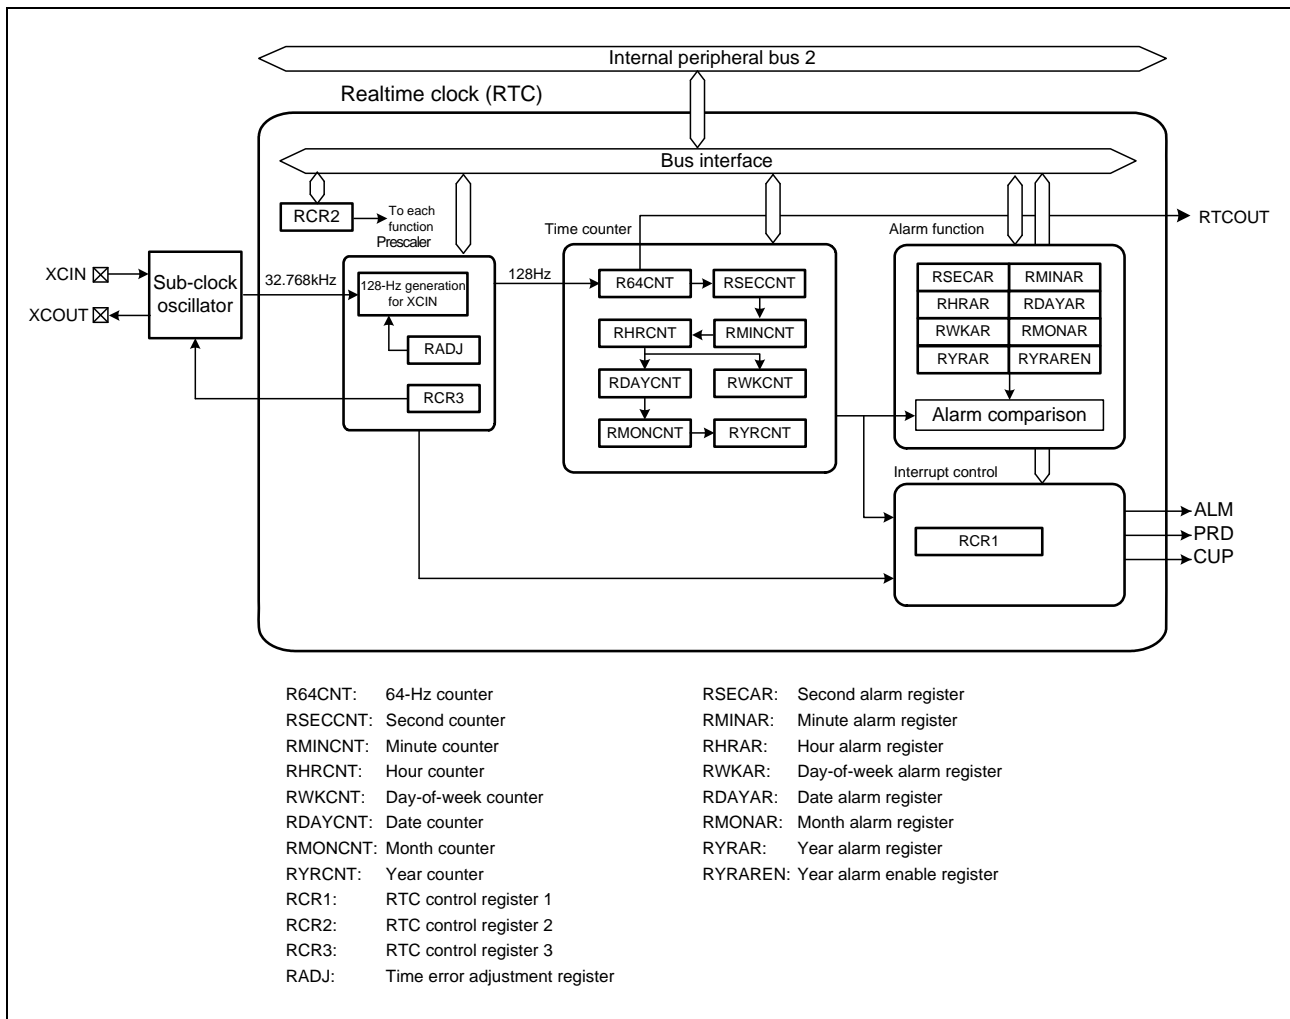 Internal peripheral bus 2
Realtime clock (RTC)
Bus interface
RCR2
To each
function
Prescaler
Time counter
Alarm function
RTCOUT
XCIN
XCOUT
Sub-clock
oscillator
32.768kHz
128-Hz generation
for XCIN
RADJ
RCR3
128Hz
R64CNT
RSECCNT
RHRCNT
RMINCNT
RDAYCNT
RWKCNT
RMONCNT
RYRCNT
RSECAR
RMINAR
RHRAR
RDAYAR
RWKAR
RMONAR
RYRAR
RYRAREN
Alarm comparison
Interrupt control
RCR1
ALM
PRD
CUP
R64CNT: 64-Hz counter
RSECCNT: Second counter
RMINCNT: Minute counter
RHRCNT: Hour counter
RWKCNT: Day-of-week counter
RDAYCNT: Date counter
RMONCNT: Month counter
RYRCNT: Year counter
RCR1: RTC control register 1
RCR2: RTC control register 2
RCR3: RTC control register 3
RADJ: Time error adjustment register
RSECAR: Second alarm register
RMINAR: Minute alarm register
RHRAR: Hour alarm register
RWKAR: Day-of-week alarm register
RDAYAR: Date alarm register
RMONAR: Month alarm register
RYRAR: Year alarm register
RYRAREN: Year alarm enable register